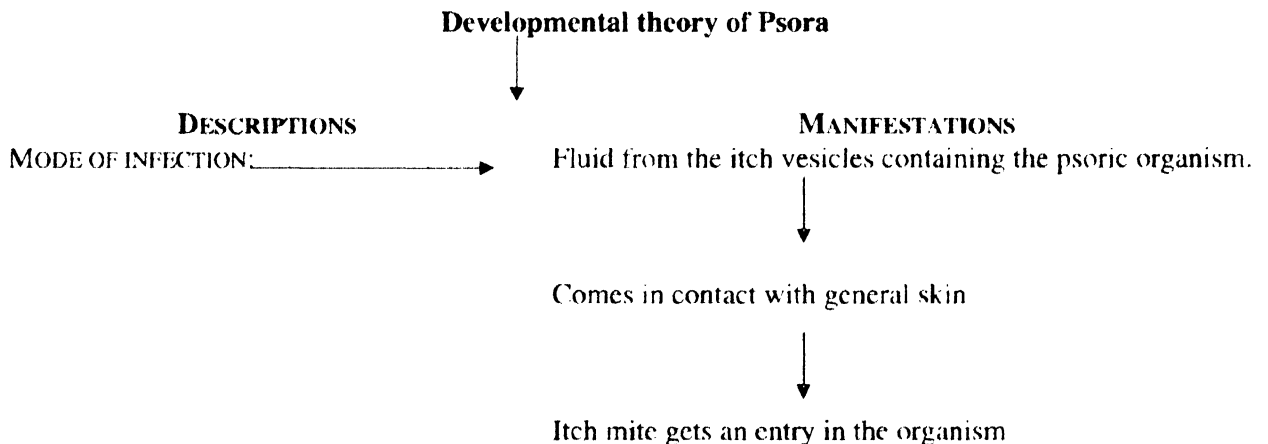 Developmental theory of Psora
DESCRIPTIONS MANIFESTATIONS
MODE OF INFECTION: Fluid from the itch vesicles containing the psoric organism.
Comes in contact with general skin
Itch mite gets an entry in the organism